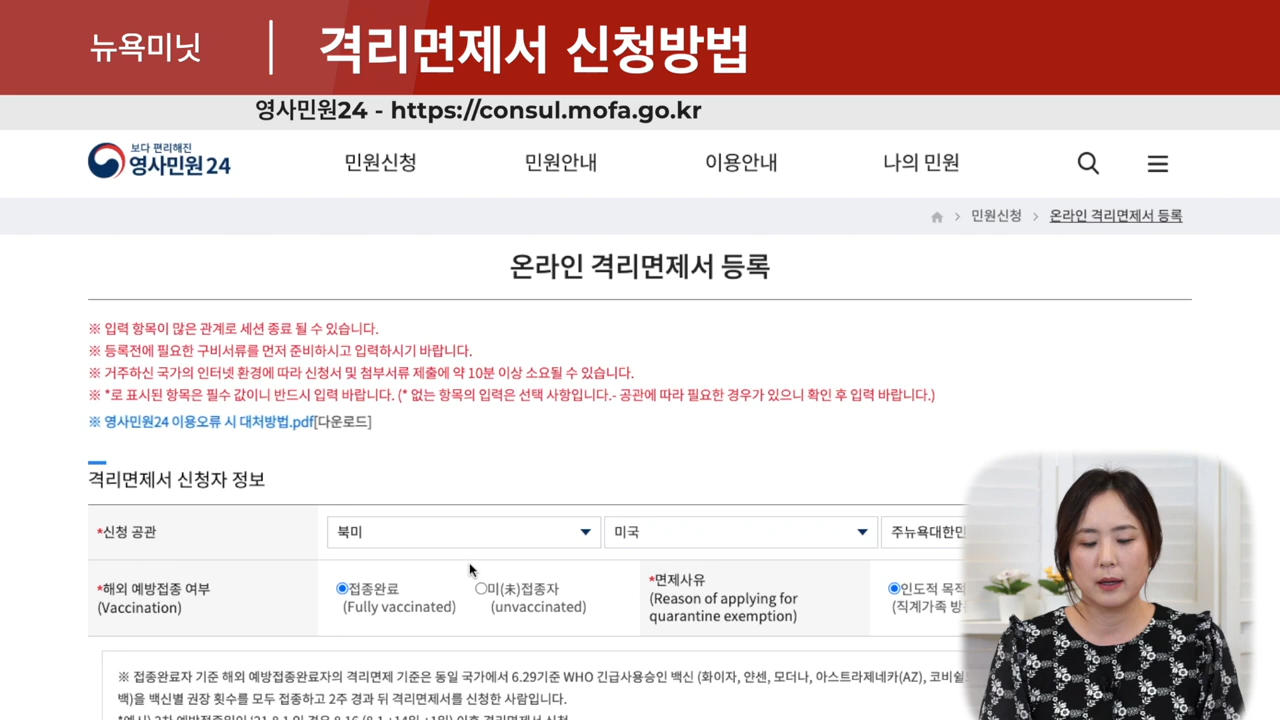 뉴욕미닛
격리면제서 신청방법
영사민원24 - https://consul.mofa.go.kr
보다 편리해진
영사민원24
민원신청
민원안내
이용안내
나의 민원
민원신청 > 온라인 격리면제서 등록
온라인 격리면제서 등록
※ 입력 항목이 많은 관계로 세션 종료 될 수 있습니다.
※ 등록전에 필요한 구비서류를 먼저 준비하시고 입력하시기 바랍니다.
※ 거주하신 국가의 인터넷 환경에 따라 신청서 및 첨부서류 제출에 약 10분 이상 소요될 수 있습니다.
※ *로 표시된 항목은 필수 값이니 반드시 입력 바랍니다. (* 없는 항목의 입력은 선택 사항입니다.- 공관에 따라 필요한 경우가 있으니 확인 후 입력 바랍니다.)
※ 영사민원24 이용오류 시 대처방법.pdf[다운로드]
격리면제서 신청자 정보
*신청 공관
북미
미국
주뉴욕대한민
*해외 예방접종 여부
(Vaccination)
접종완료
(Fully vaccinated)
미(未)접종자
(unvaccinated)
*면제사유
(Reason of applying for
quarantine exemption)
인도적 목적
(직계가족 방
※ 접종완료자 기준 해외 예방접종완료자의 격리면제 기준은 동일 국가에서 6.29기준 WHO 긴급사용승인 백신 (화이자, 얀센, 모더나, 아스트라제네카(AZ), 코비쉴
백)을 백신별 권장 횟수를 모두 접종하고 2주 경과 뒤 격리면제서를 신청한 사람입니다.